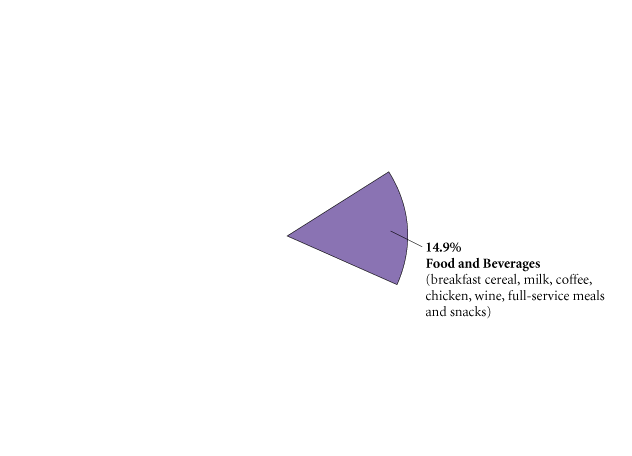 14.9%
Food and Beverages
(breakfast cereal, milk, coffee,
chicken, wine, full-service meals
and snacks)